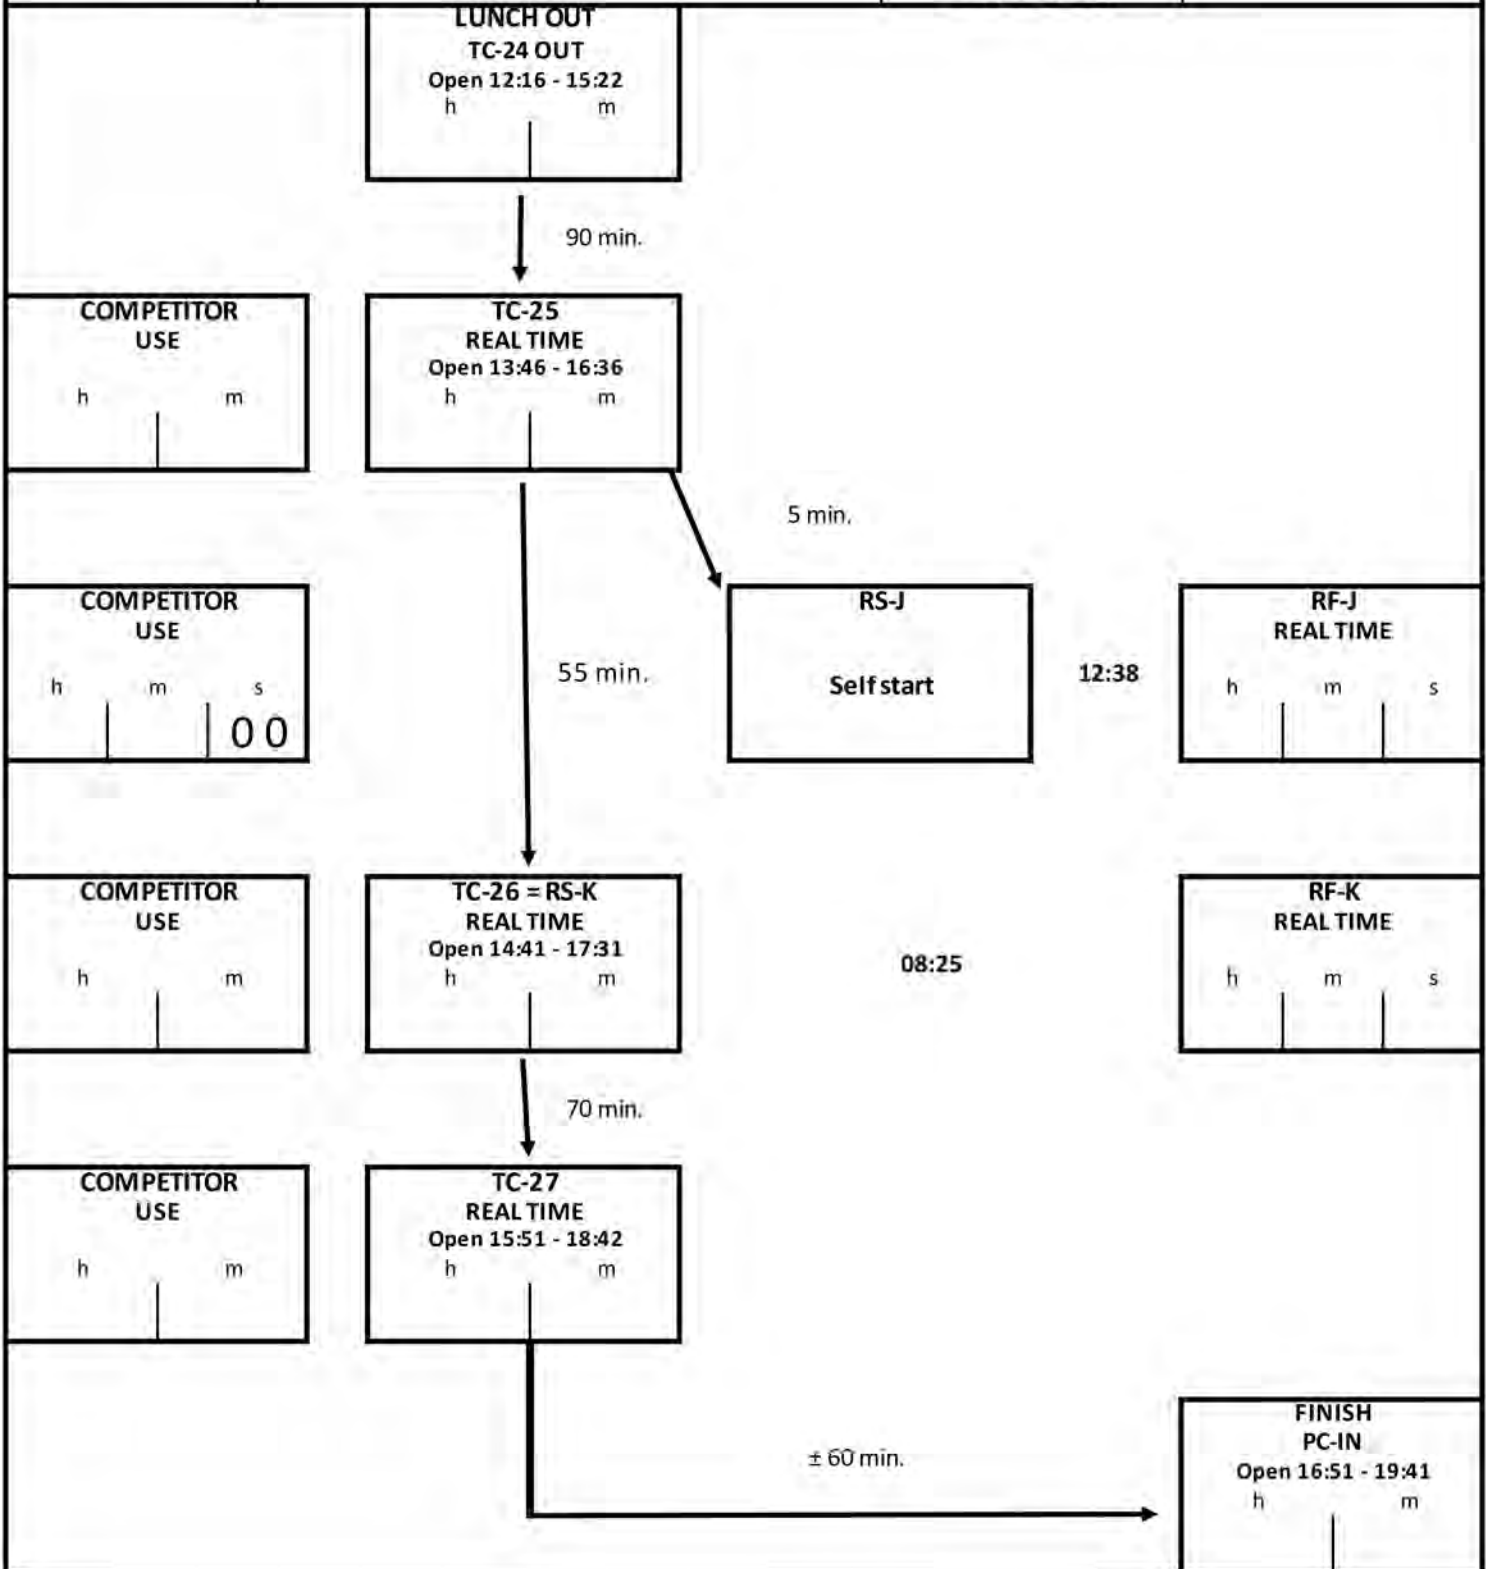 LUNCH OUT
TC-24 OUT
Open 12:16 - 15:22
h m
90 min.
COMPETITOR
USE
h m
TC-25
REAL TIME
Open 13:46 - 16:36
h m
5 min.
COMPETITOR
USE
h m s
00
55 min.
RS-J
Self start
12:38
RF-J
REAL TIME
h m s
COMPETITOR
USE
h m
TC-26 = RS-K
REAL TIME
Open 14:41 - 17:31
h m
08:25
RF-K
REAL TIME
h m s
70 min.
COMPETITOR
USE
h m
TC-27
REAL TIME
Open 15:51 - 18:42
h m
± 60 min.
FINISH
PC-IN
Open 16:51 - 19:41
h m